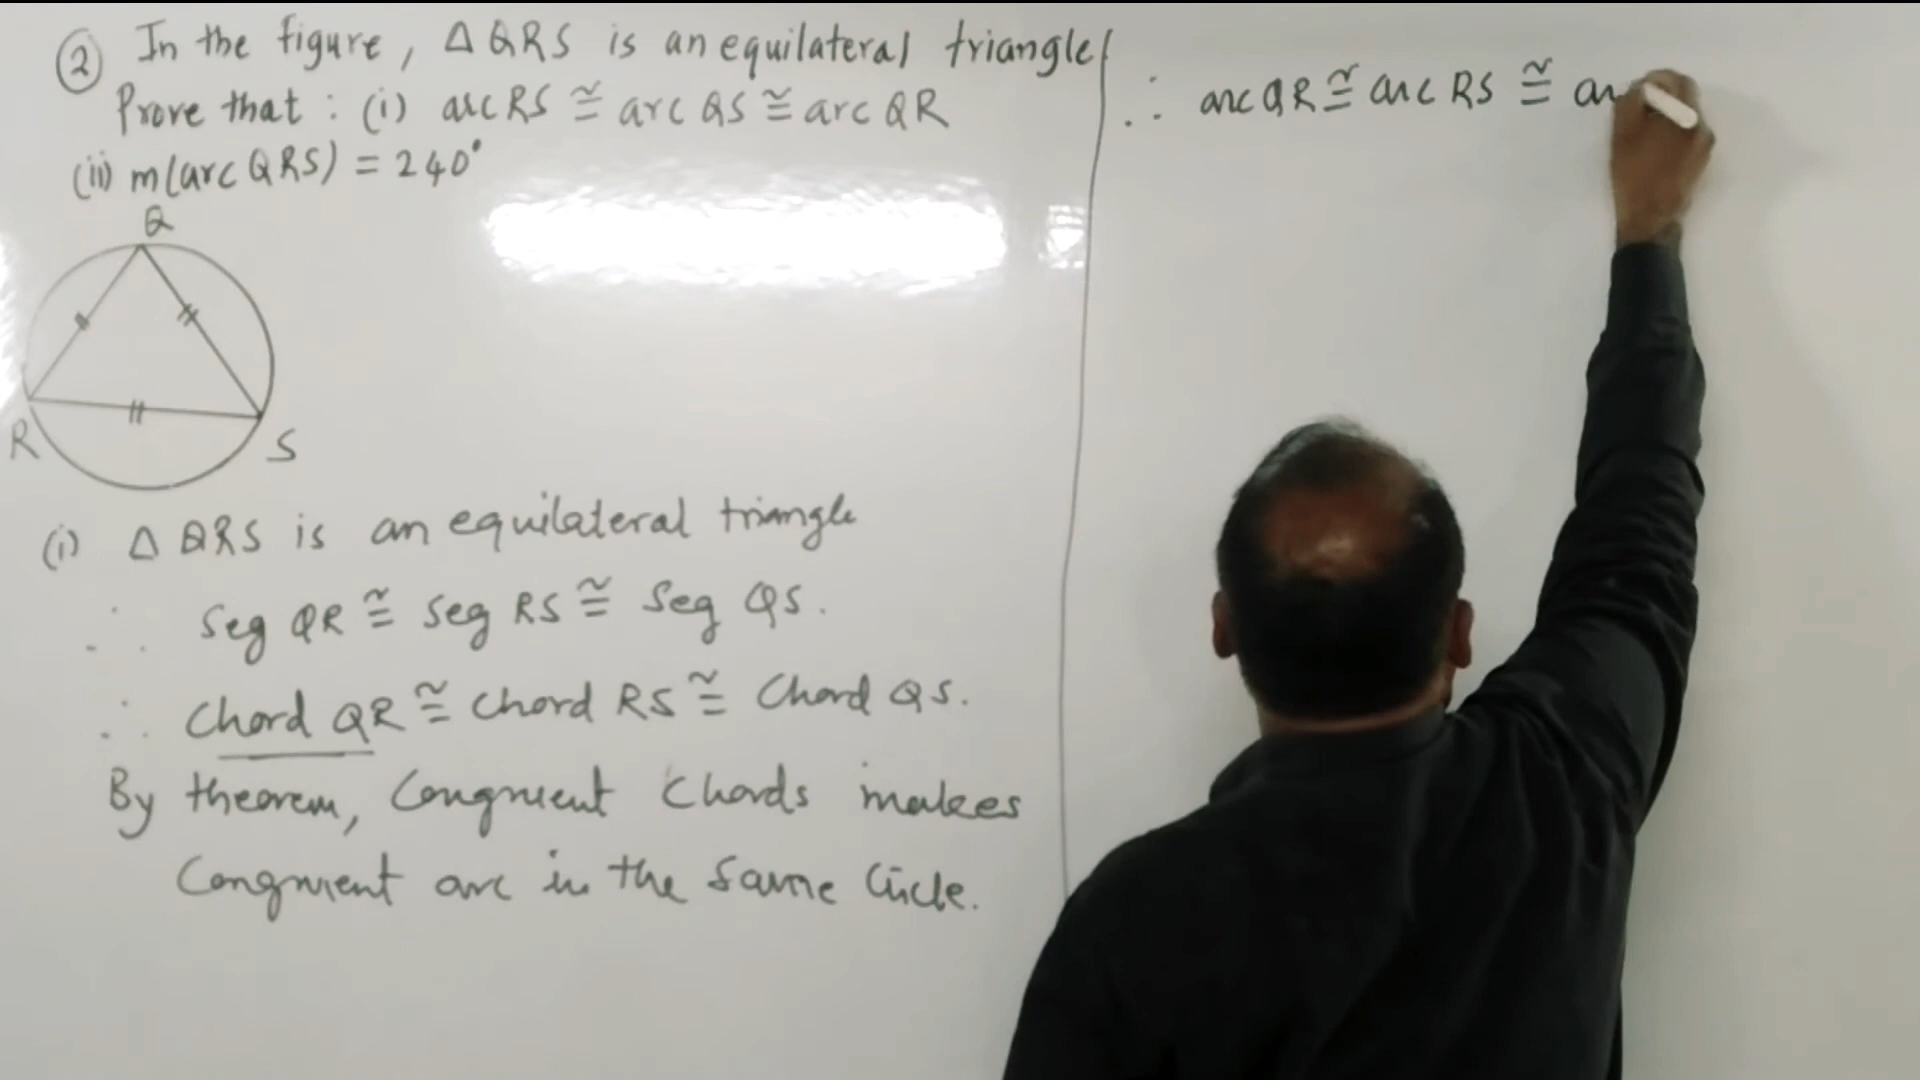 ② In the figure, △QRS is an equilateral triangle
Prove that : (i) arc RS ≅ arc QS ≅ arc QR
(ii) m(arc QRS) = 240°
Q
R
S
(i) △ QRS is an equilateral triangle
∴ Seg QR ≅ Seg RS ≅ Seg QS.
∴ Chord QR ≅ Chord RS ≅ Chord QS.
By theorem, Congruent Chords makes
Congruent arc in the same Circle.
∴ arc QR ≅ arc RS ≅